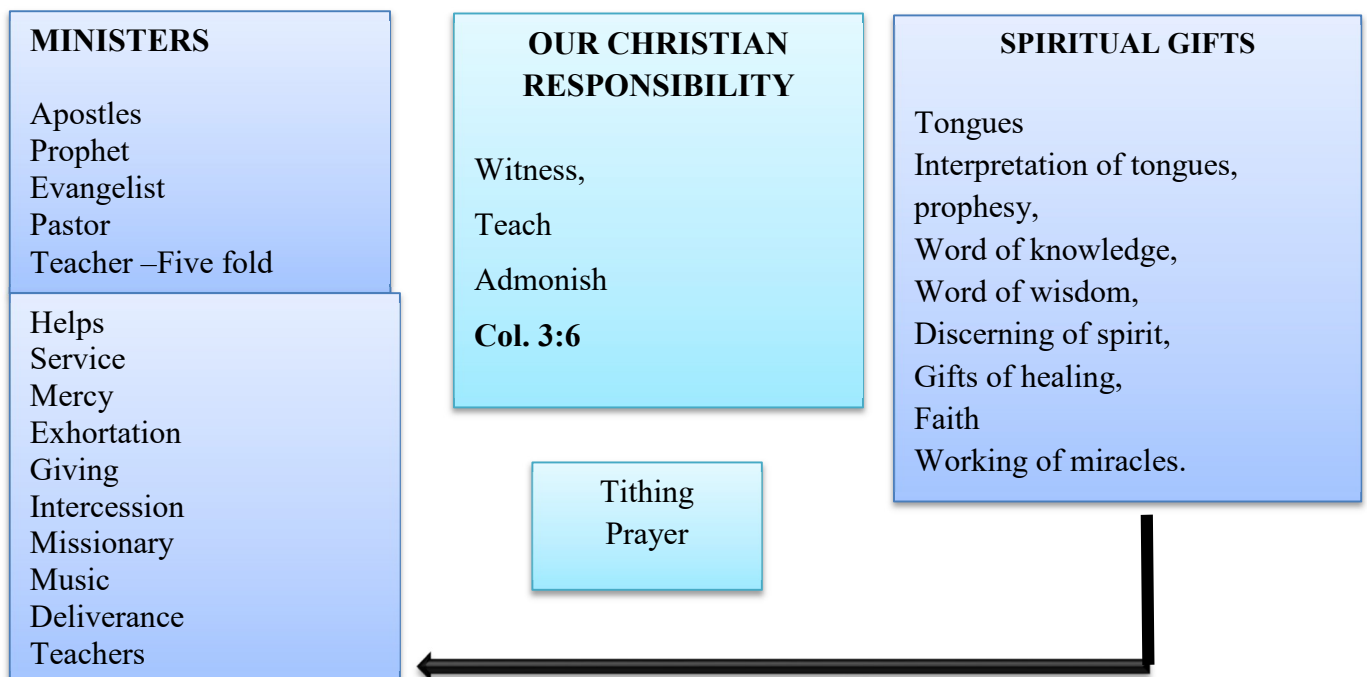 MINISTERS
Apostles
Prophet
Evangelist
Pastor
Teacher –Five fold
Helps
Service
Mercy
Exhortation
Giving
Intercession
Missionary
Music
Deliverance
Teachers
OUR CHRISTIAN
RESPONSIBILITY
Witness,
Teach
Admonish
Col. 3:6
Tithing
Prayer
SPIRITUAL GIFTS
Tongues
Interpretation of tongues,
prophesy,
Word of knowledge,
Word of wisdom,
Discerning of spirit,
Gifts of healing,
Faith
Working of miracles.